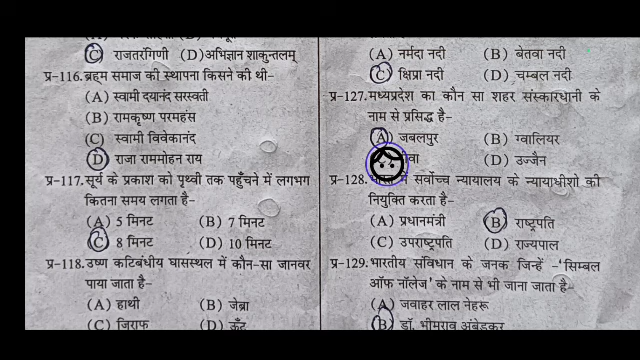 (C) राजतरंगिणी (D) अभिज्ञान शाकुन्तलम्
प्र-116. ब्रह्म समाज की स्थापना किसने की थी-
(A) स्वामी दयानंद सरस्वती
(B) रामकृष्ण परमहंस
(C) स्वामी विवेकानंद
(D) राजा राममोहन राय
प्र-117. सूर्य के प्रकाश को पृथ्वी तक पहुँचने में लगभग
कितना समय लगता है-
(A) 5 मिनट (B) 7 मिनट
(C) 8 मिनट (D) 10 मिनट
प्र-118. उष्ण कटिबंधीय घासस्थल में कौन-सा जानवर
पाया जाता है-
(A) हाथी (B) जेब्रा
(C) जिराफ (D) ऊँट
(A) नर्मदा नदी (B) बेतवा नदी
(C) क्षिप्रा नदी (D) चम्बल नदी
प्र-127. मध्यप्रदेश का कौन सा शहर संस्कारधानी के
नाम से प्रसिद्ध है-
(A) जबलपुर (B) ग्वालियर
(D) उज्जैन
प्र-128. में सर्वोच्च न्यायालय के न्यायाधीशो की
नियुक्ति करता है-
(A) प्रधानमंत्री (B) राष्ट्रपति
(C) उपराष्ट्रपति (D) राज्यपाल
प्र-129. भारतीय संविधान के जनक जिन्हें -'सिम्बल
ऑफ नॉलेज' के नाम से भी जाना जाता है-
(A) जवाहर लाल नेहरू
(B) डॉ. भीमराव अंबेडकर